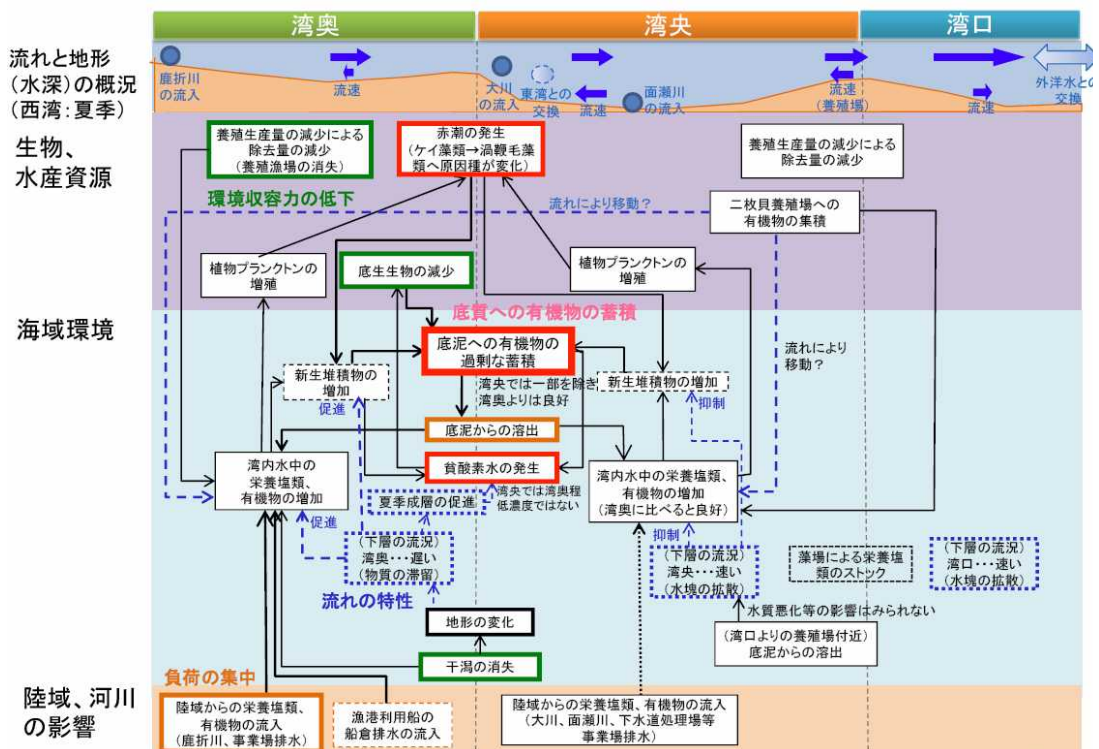 湾奥
湾央
湾口
流れと地形
（水深）の概況
（西湾：夏季）
鹿折川
の流入
流速
大川
の流入
東湾との
交換
流速
面瀬川
の流入
流速
（養殖場）
流速
外洋水との
交換
生物、
水産資源
養殖生産量の減少による
除去量の減少
（養殖漁場の消失）
赤潮の発生
（ケイ藻類→渦鞭毛藻
類へ原因種が変化）
養殖生産量の減少による
除去量の減少
環境収容力の低下
流れにより移動？
二枚貝養殖場への
有機物の集積
植物プランクトンの
増殖
底生生物の減少
植物プランクトンの
増殖
海域環境
底質への有機物の蓄積
底泥への有機物の
過剰な蓄積
流れにより
移動？
新生堆積物の
増加
湾央では一部を除き
湾奥よりは良好
新生堆積物の増加
促進
抑制
底泥からの溶出
湾内水中の
栄養塩類、
有機物の増加
貧酸素水の発生
湾内水中の栄養塩類、
有機物の増加
（湾奥に比べると良好）
夏季成層の促進
湾央では湾奥程
低濃度ではない
促進
抑制
（下層の流況）
湾奥・・・遅い
（物質の滞留）
（下層の流況）
湾央・・・速い
（水塊の拡散）
藻場による栄養塩
類のストック
（下層の流況）
湾口・・・速い
（水塊の拡散）
流れの特性
地形の変化
水質悪化等の影響はみられない
（湾口よりの養殖場付近）
底泥からの溶出
干潟の消失
負荷の集中
陸域、河川
の影響
陸域からの栄養塩類、
有機物の流入
（鹿折川、事業場排水）
漁港利用船の
船倉排水の流入
陸域からの栄養塩類、有機物の流入
（大川、面瀬川、下水道処理場等
事業場排水）